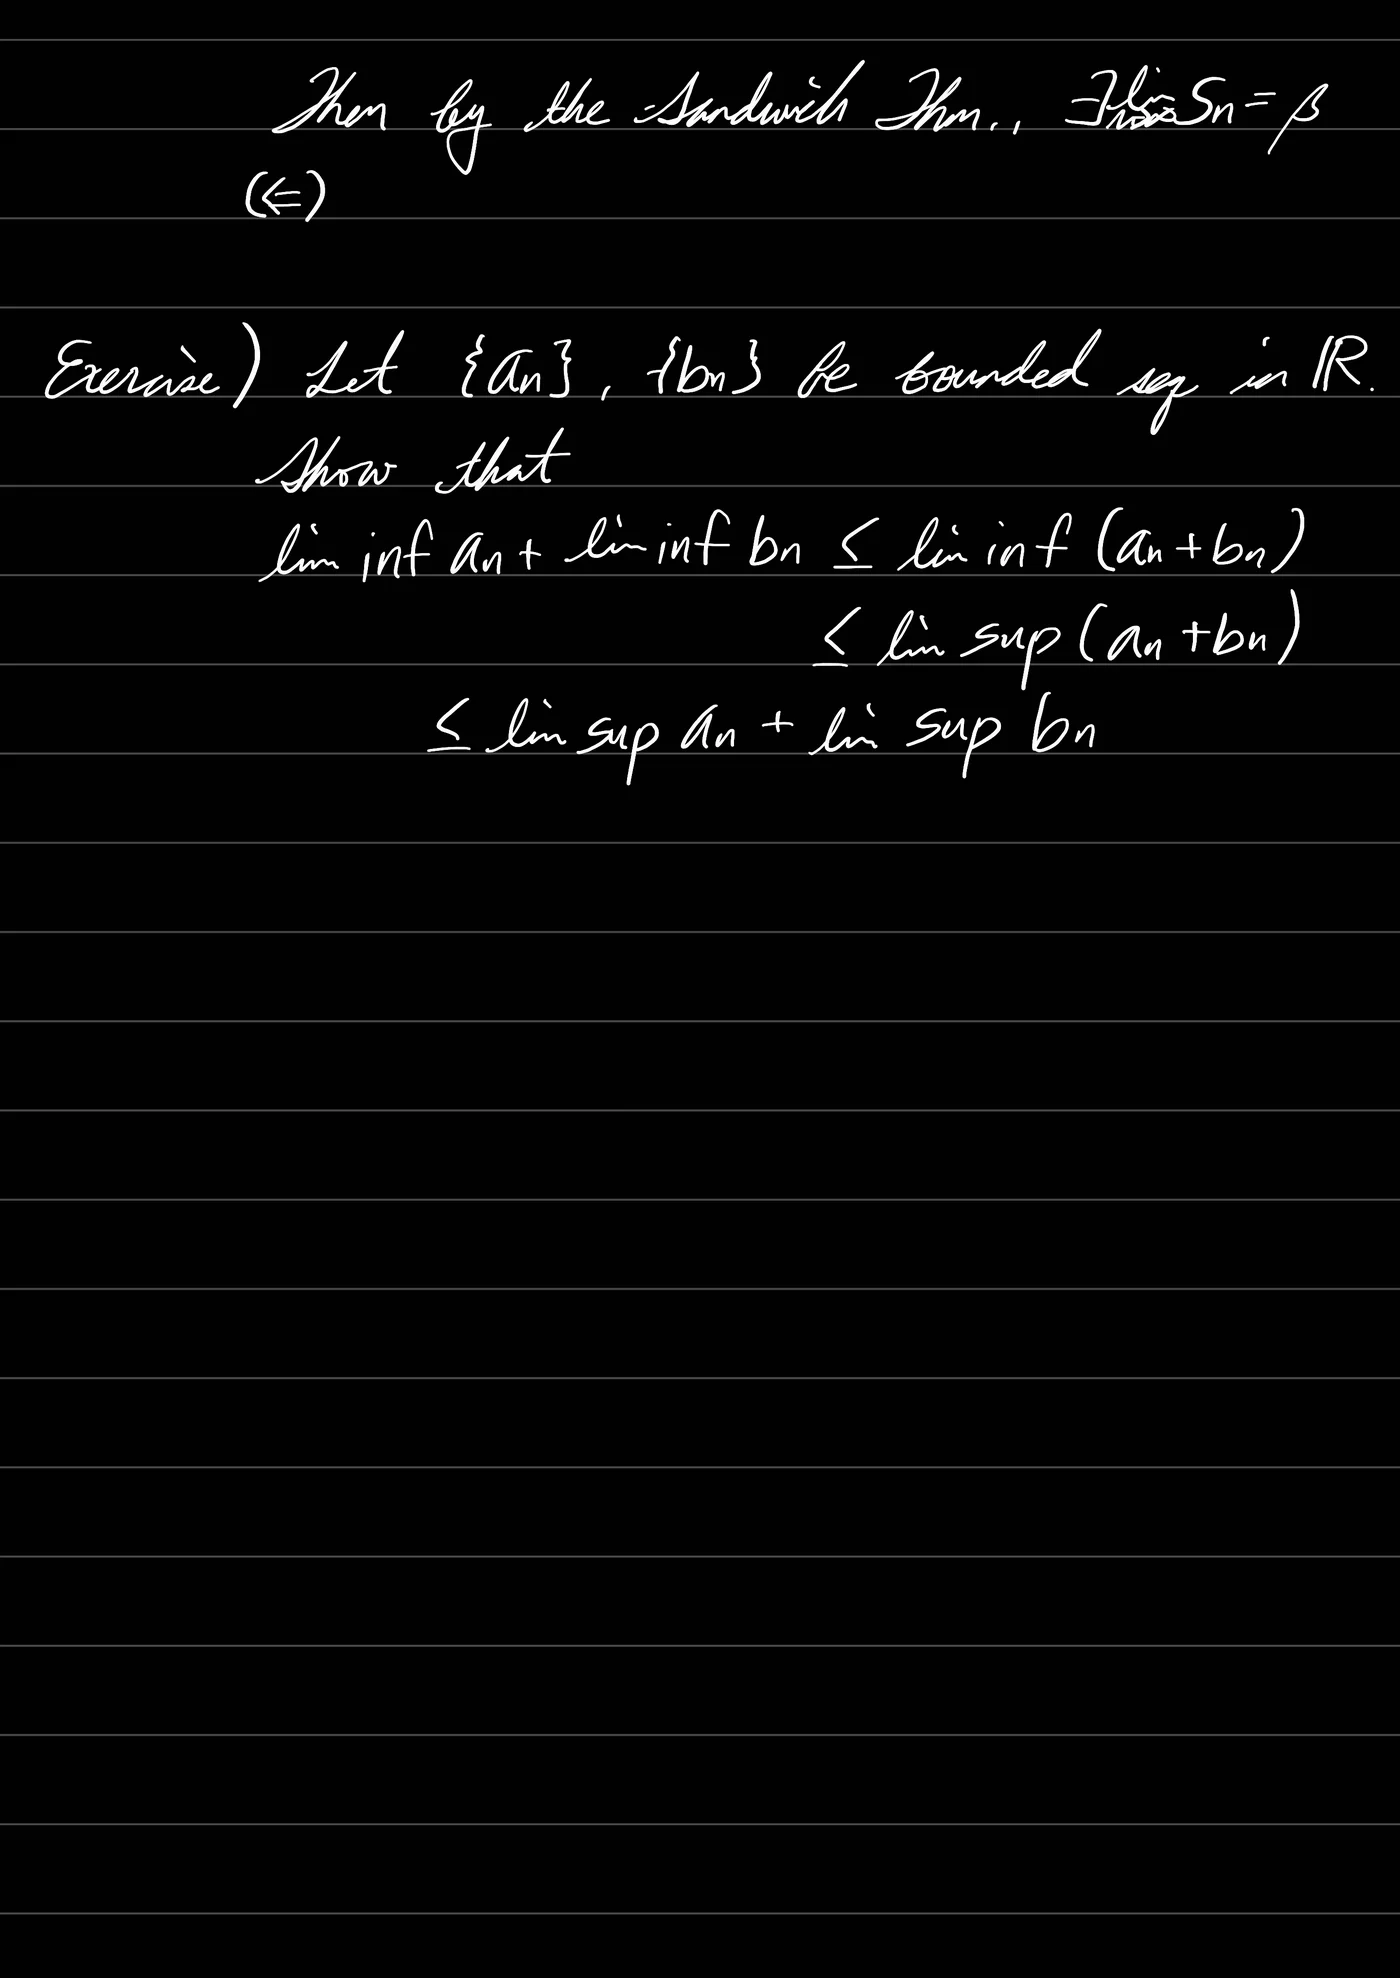 Then by the Sandwich Thm., ∃lim n→∞ Sn = β
(⇐)
Exercise) Let {an}, {bn} be bounded seq in ℝ.
Show that
lim inf an + lim inf bn ≤ lim inf (an + bn)
≤ lim sup (an + bn)
≤ lim sup an + lim sup bn